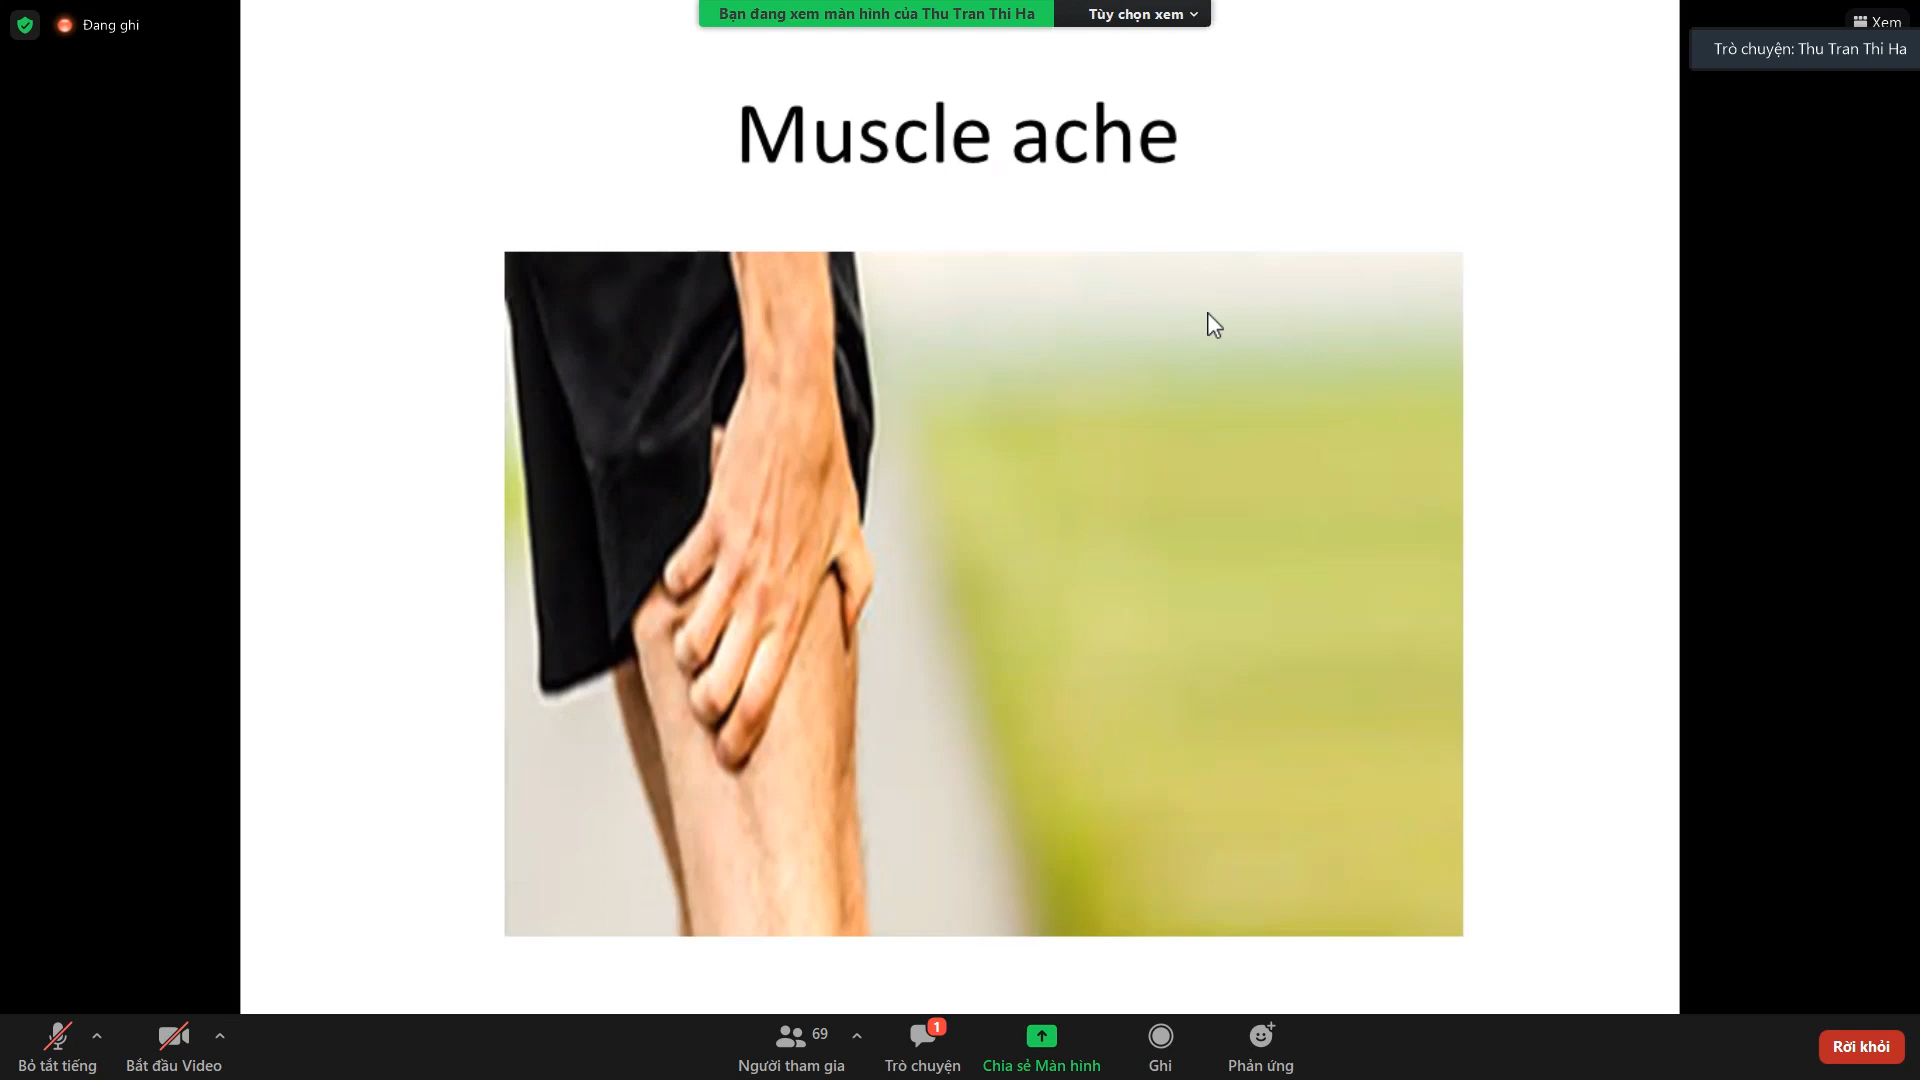 Đang ghi
Bạn đang xem màn hình của Thu Tran Thi Ha
Tùy chọn xem
Xem
Trò chuyện: Thu Tran Thi Ha
Muscle ache
Bỏ tắt tiếng
Bắt đầu Video
69
Người tham gia
1
Trò chuyện
Chia sẻ Màn hình
Ghi
Phản ứng
Rời khỏi